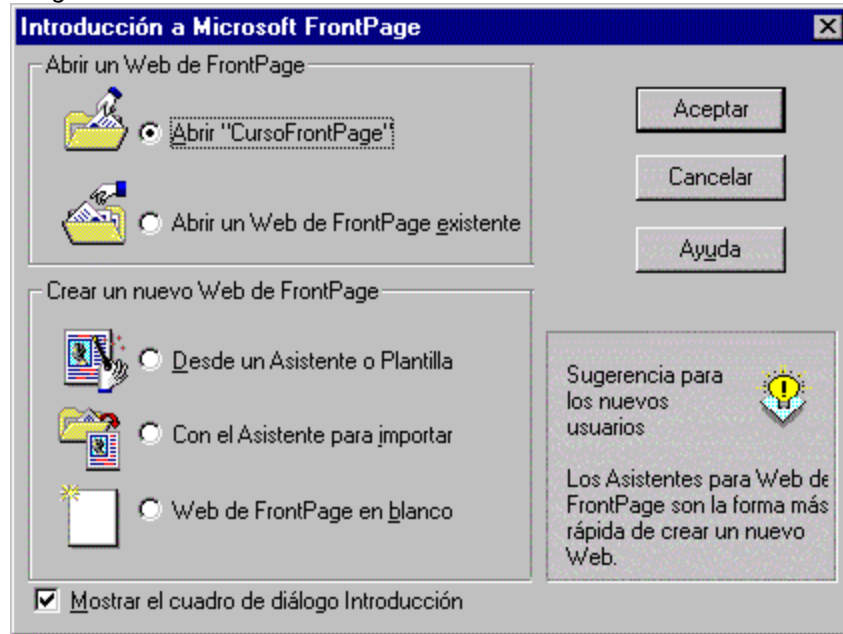 Introducción a Microsoft FrontPage
Abrir un Web de FrontPage
Abrir "CursoFrontPage"
Abrir un Web de FrontPage existente
Aceptar
Cancelar
Ayuda
Crear un nuevo Web de FrontPage
Desde un Asistente o Plantilla
Con el Asistente para importar
Web de FrontPage en blanco
Sugerencia para
los nuevos
usuarios
Los Asistentes para Web de
FrontPage son la forma más
rápida de crear un nuevo
Web.
Mostrar el cuadro de diálogo Introducción